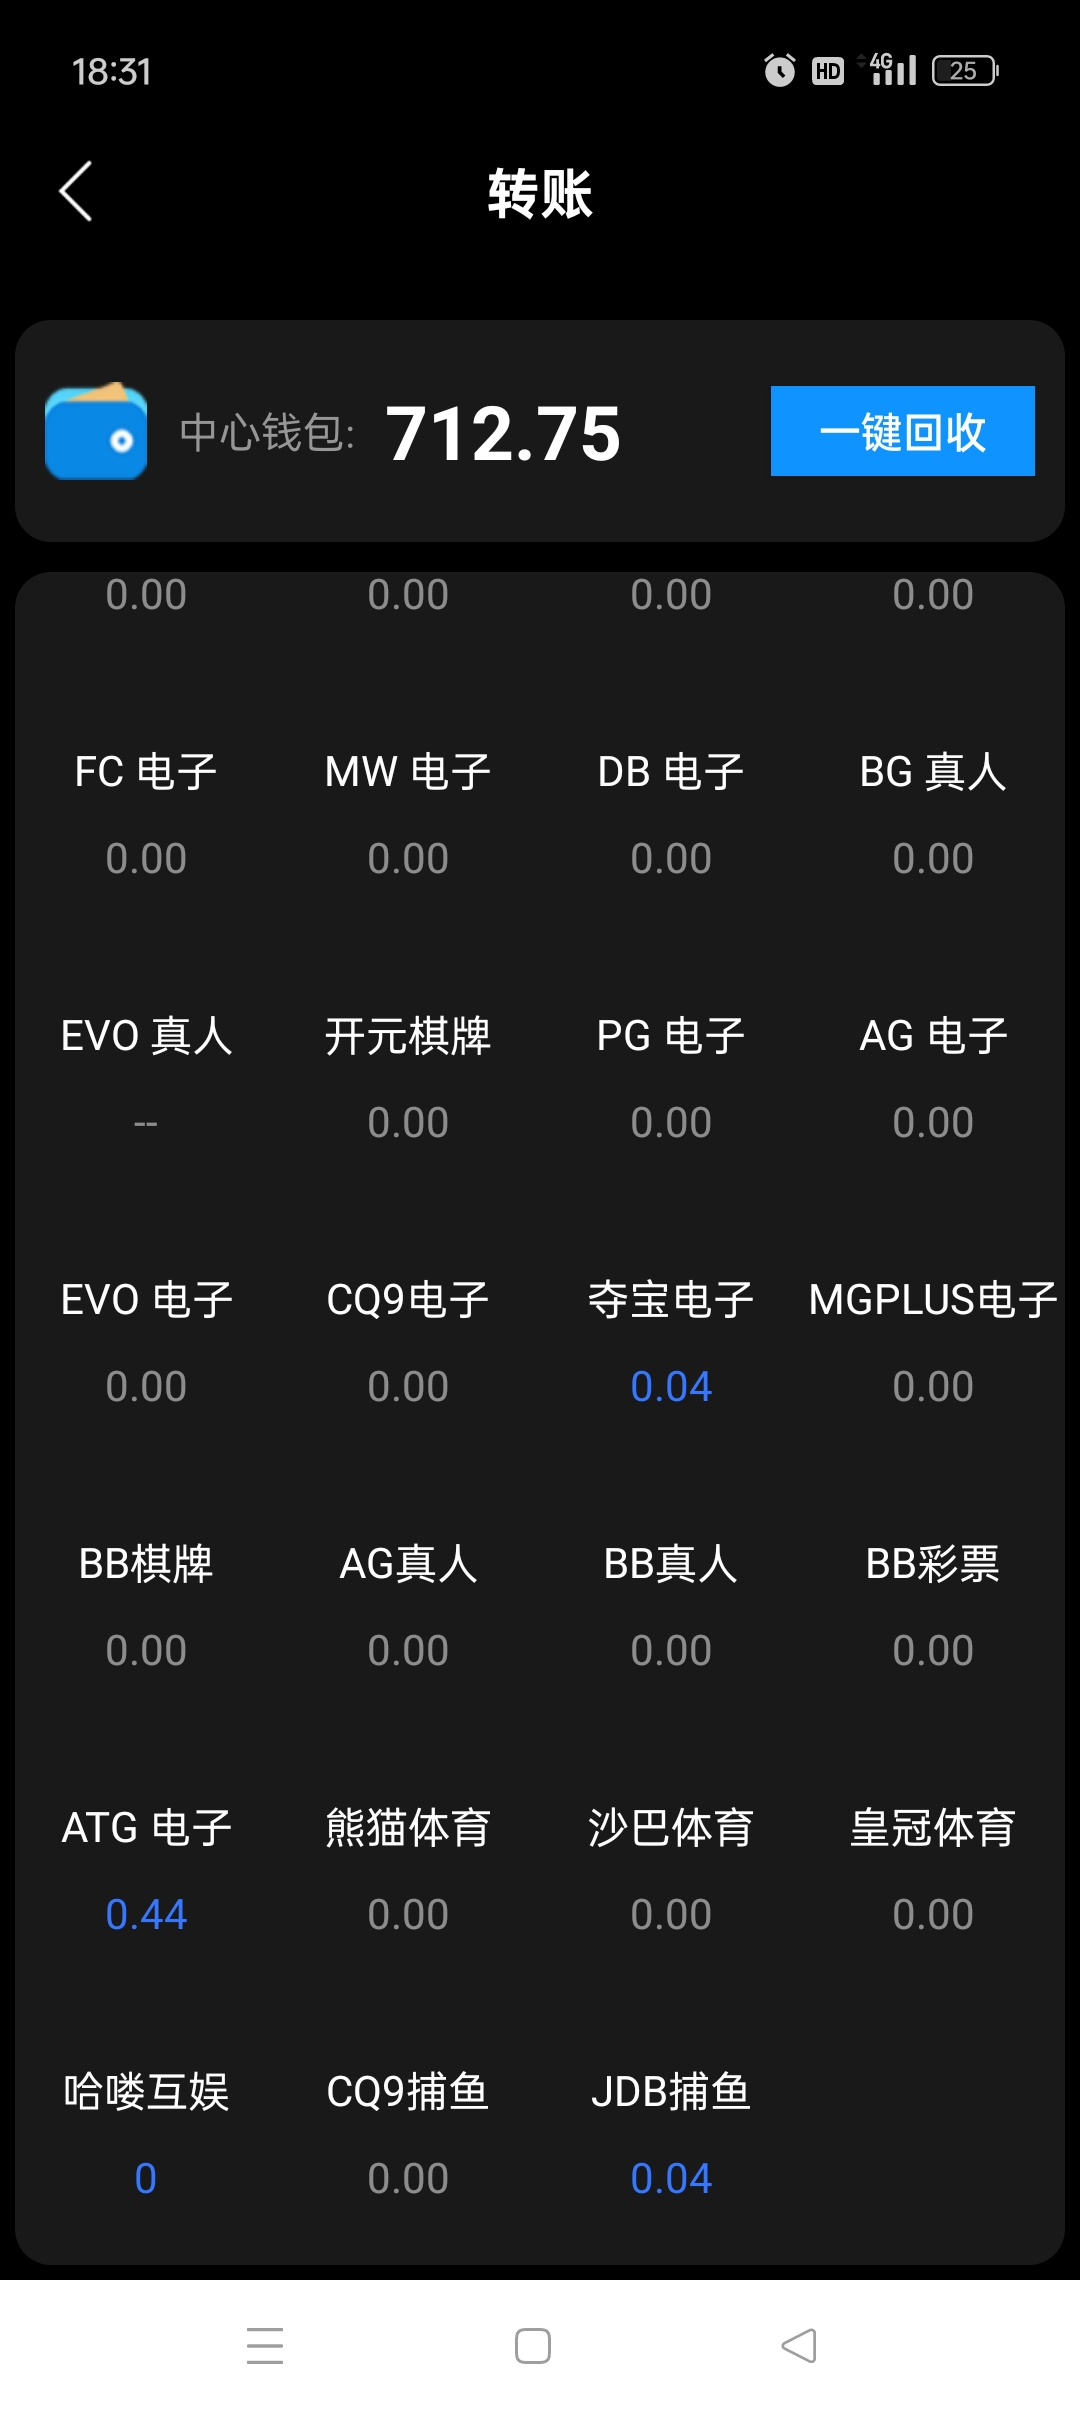 18:31
HD 4G 25
转账
中心钱包: 712.75 一键回收
0.00 0.00 0.00 0.00
FC 电子 MW 电子 DB 电子 BG 真人
0.00 0.00 0.00 0.00
EVO 真人 开元棋牌 PG 电子 AG 电子
-- 0.00 0.00 0.00
EVO 电子 CQ9电子 夺宝电子 MGPLUS电子
0.00 0.00 0.04 0.00
BB棋牌 AG真人 BB真人 BB彩票
0.00 0.00 0.00 0.00
ATG 电子 熊猫体育 沙巴体育 皇冠体育
0.44 0.00 0.00 0.00
哈喽互娱 CQ9捕鱼 JDB捕鱼
0 0.00 0.04